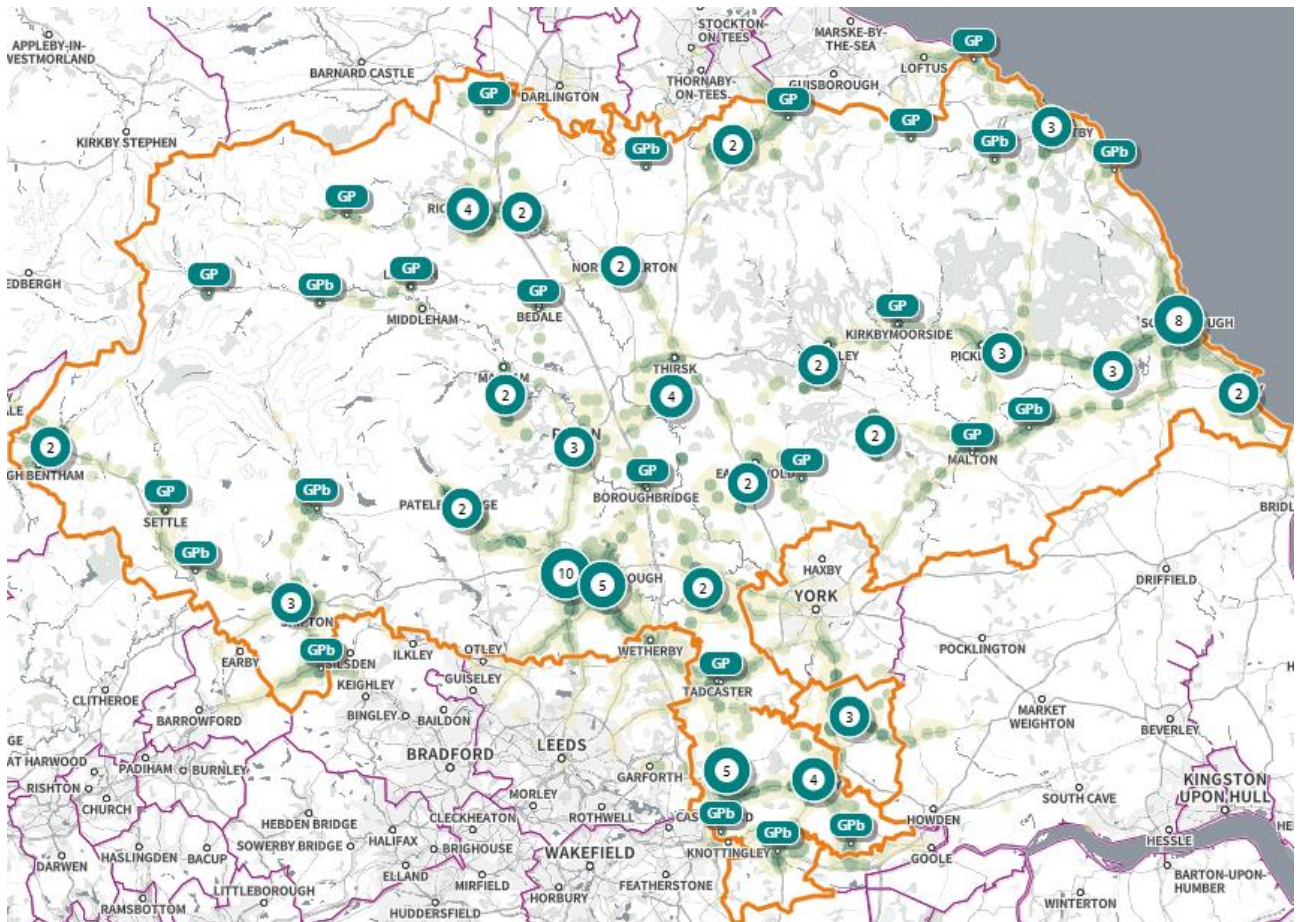 STOCKTON-
ON-TEES
MARSKE-BY-
THE-SEA
APPLEBY-IN-
WESTMORLAND
GP
LOFTUS
BARNARD CASTLE
THORNABY-
ON-TEES
GUISBOROUGH
GP
DARLINGTON
GP
GP
3
KIRKBY STEPHEN
2
GPb
GPb
GPb
GP
4
2
2
GP
GPb
GP
GP
BEDALE
MIDDLEHAM
GP
KIRKBYMOORSIDE
8
THIRSK
2
3
3
2
4
2
2
2
3
GP
GPb
MALTON
GP
SETTLE
GPb
2
GP
BOROUGHBRIDGE
2
GP
GPb
10
5
2
HAXBY
YORK
DRIFFIELD
3
GPb
EARBY
SILSDEN
ILKLEY
OTLEY
WETHERBY
GP
TADCASTER
POCKLINGTON
CLITHEROE
KEIGHLEY
GUISELEY
BARROWFORD
BINGLEY
BAILDON
3
MARKET
WEIGHTON
BEVERLEY
BRADFORD
LEEDS
PADIHAM
BURNLEY
RISHTON
CHURCH
GARFORTH
5
4
MORLEY
KINGSTON
UPON HULL
SOUTH CAVE
HEBDEN BRIDGE
SOWERBY BRIDGE
HALIFAX
CLECKHEATON
BRIGHOUSE
ROTHWELL
GPb
GPb
GPb
HOWDEN
HESSLE
DARWEN
HASLINGDEN
BACUP
ELLAND
MIRFIELD
WAKEFIELD
KNOTTINGLEY
GOOLE
BARTON-UPON-
HUMBER
RAMSBOTTOM
LITTLEBOROUGH
HUDDERSFIELD
HORBURY
FEATHERSTONE
WINTERTON